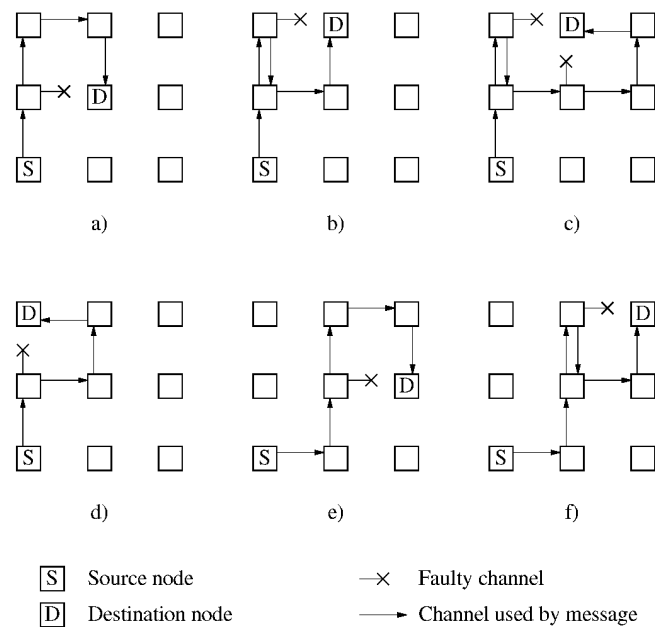 D
S
a)
D
S
b)
D
S
c)
D
S
d)
D
S
e)
D
S
f)
S Source node
Faulty channel
D Destination node
Channel used by message